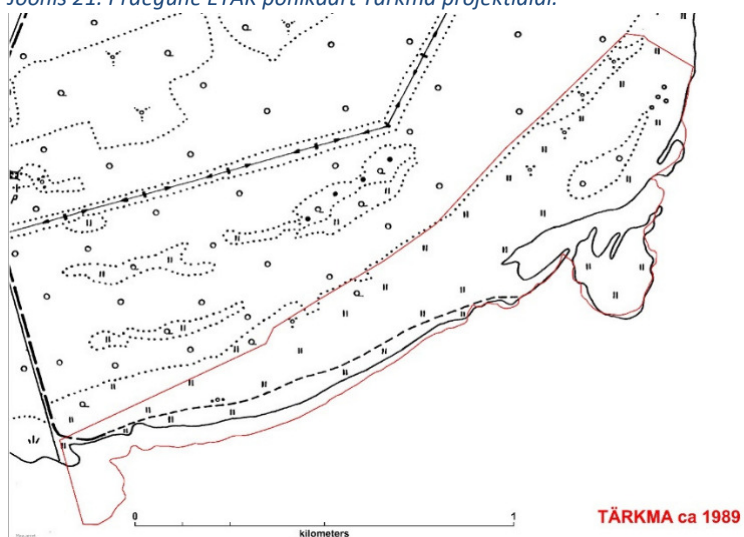 Joonis 21. Praegune ETAK põhikaart Tärkma projektialal.
0 1
kilometers
TÄRKMA ca 1989